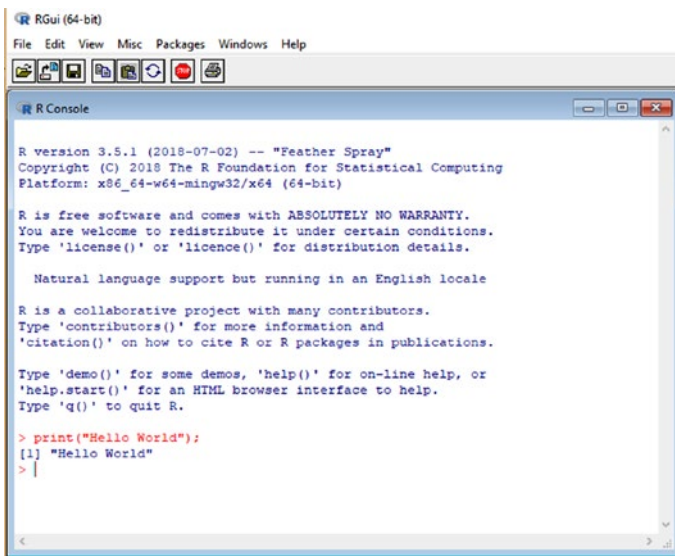 RGui (64-bit)
File Edit View Misc Packages Windows Help
STOP
R Console
R version 3.5.1 (2018-07-02) -- "Feather Spray"
Copyright (C) 2018 The R Foundation for Statistical Computing
Platform: x86_64-w64-mingw32/x64 (64-bit)
R is free software and comes with ABSOLUTELY NO WARRANTY.
You are welcome to redistribute it under certain conditions.
Type 'license()' or 'licence()' for distribution details.
Natural language support but running in an English locale
R is a collaborative project with many contributors.
Type 'contributors()' for more information and
'citation()' on how to cite R or R packages in publications.
Type 'demo()' for some demos, 'help()' for on-line help, or
'help.start()' for an HTML browser interface to help.
Type 'q()' to quit R.
> print("Hello World");
[1] "Hello World"
>